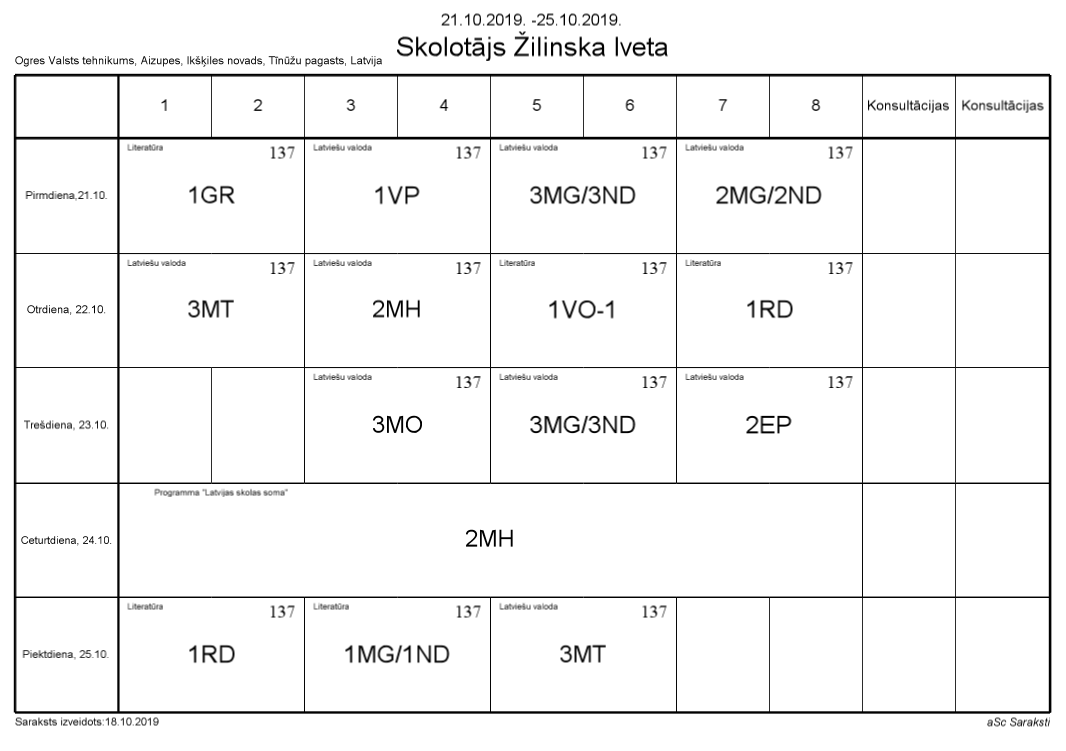 21.10.2019. -25.10.2019.
Skolotājs Žilinska Iveta
Ogres Valsts tehnikums, Aizupes, Ikšķiles novads, Tīnūžu pagasts, Latvija
1 2 3 4 5 6 7 8 Konsultācijas Konsultācijas
Literatūra 137 Latviešu valoda 137 Latviešu valoda 137 Latviešu valoda 137
Pirmdiena,21.10. 1GR 1VP 3MG/3ND 2MG/2ND
Latviešu valoda 137 Latviešu valoda 137 Literatūra 137 Literatūra 137
Otrdiena, 22.10. 3MT 2MH 1VO-1 1RD
Latviešu valoda 137 Latviešu valoda 137 Latviešu valoda 137
Trešdiena, 23.10. 3MO 3MG/3ND 2EP
Programma "Latvijas skolas soma"
Ceturtdiena, 24.10. 2MH
Literatūra 137 Literatūra 137 Latviešu valoda 137
Piektdiena, 25.10. 1RD 1MG/1ND 3MT
Saraksts izveidots:18.10.2019 aSc Saraksti